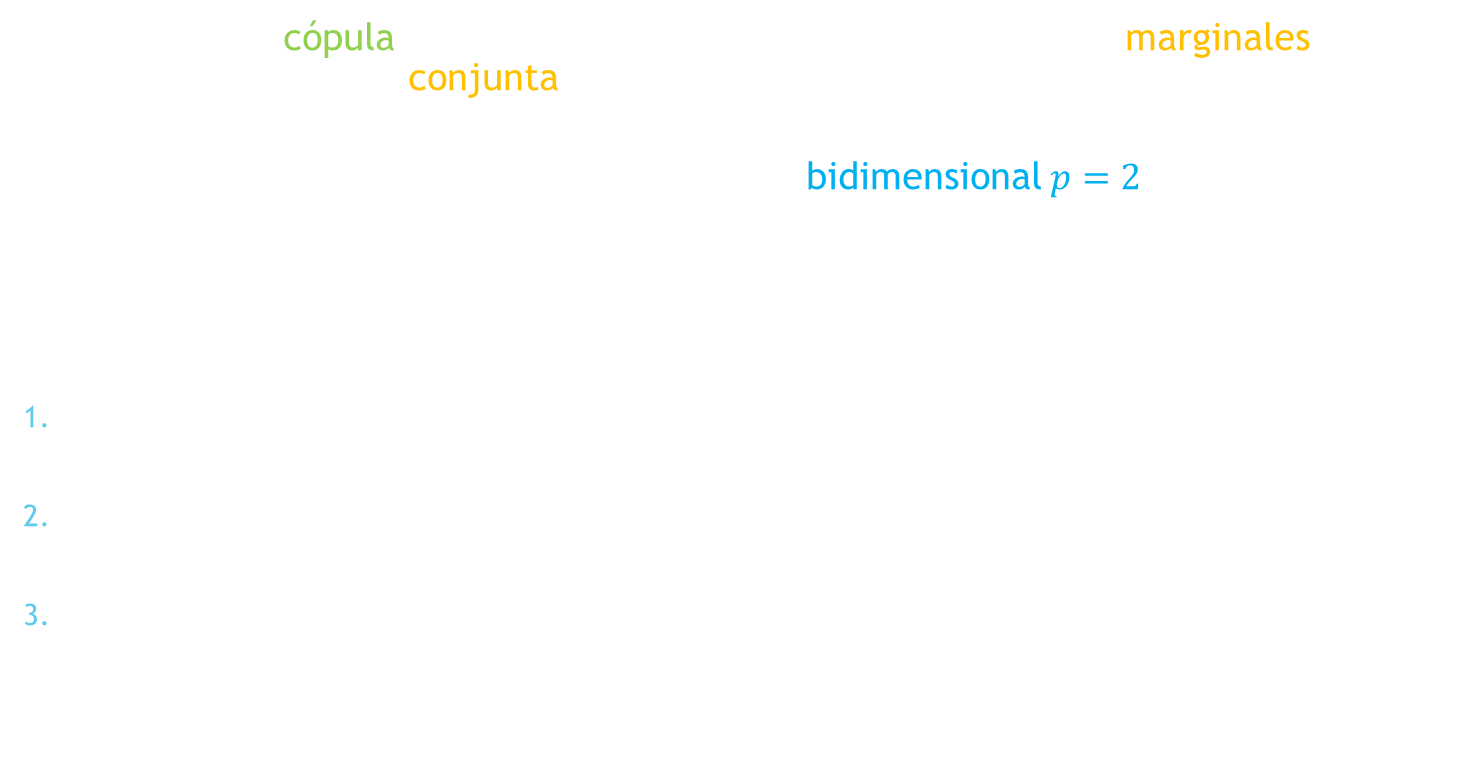 cópula marginales
conjunta
bidimensional p = 2
1.
2.
3.